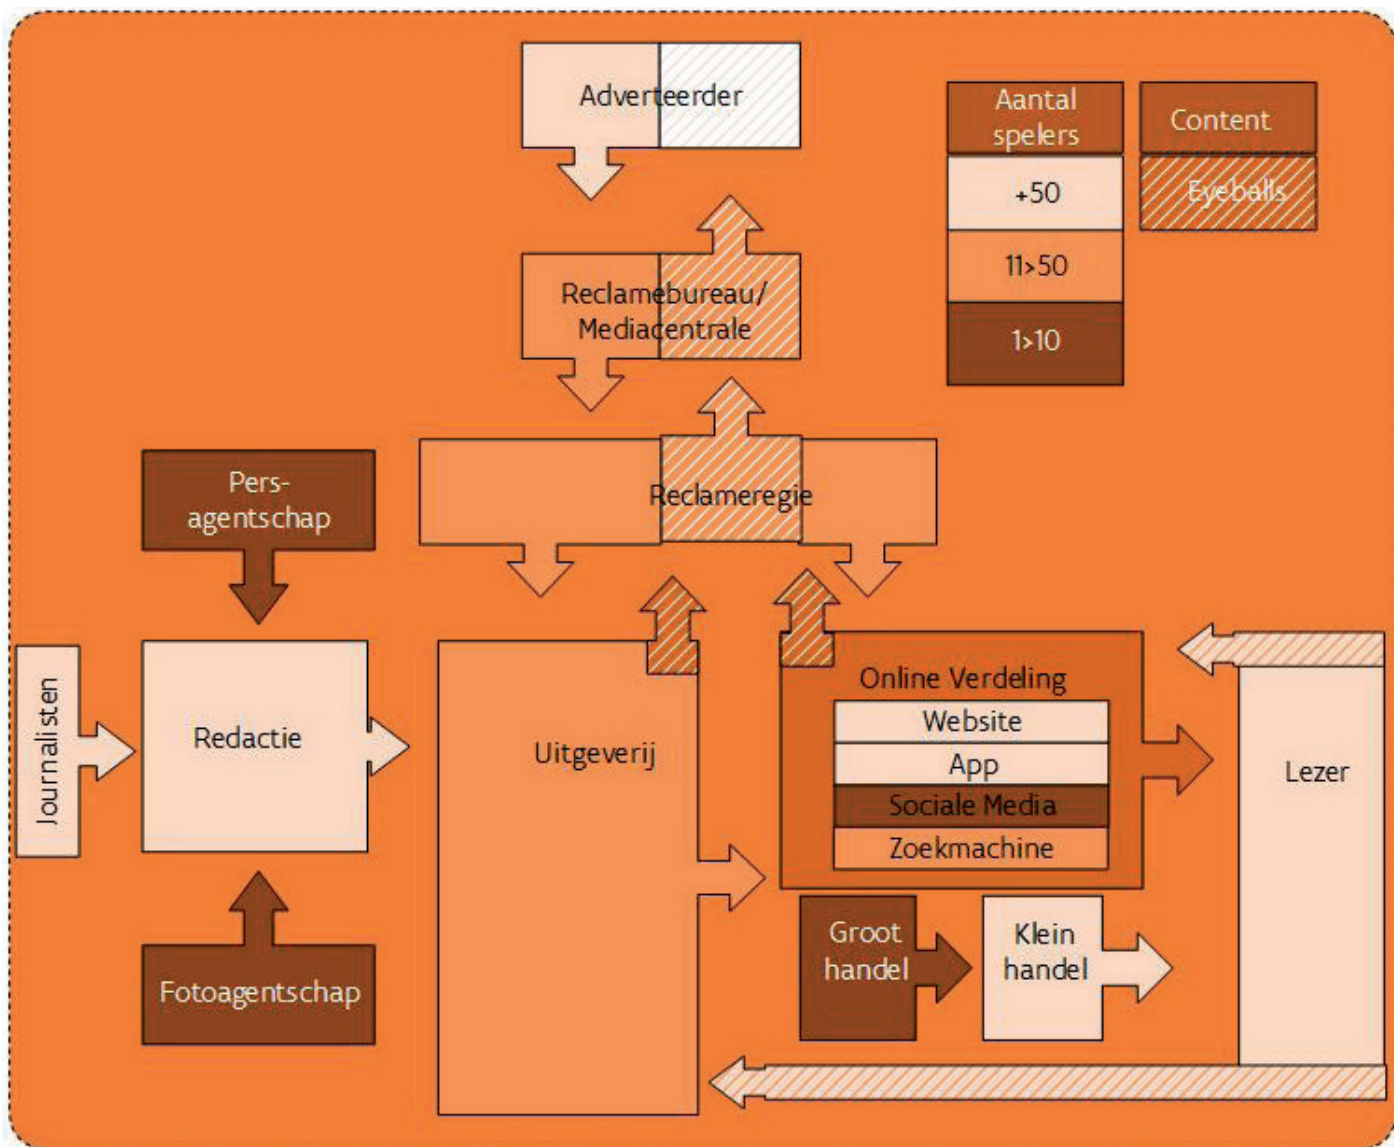 Adverteerder
Aantal
spelers
Content
+50
Eyeballs
11>50
1>10
Reclamebureau/
Mediacentrale
Reclameregie
Pers-
agentschap
Journalisten
Redactie
Fotoagentschap
Uitgeverij
Online Verdeling
Website
App
Sociale Media
Zoekmachine
Groot
handel
Klein
handel
Lezer